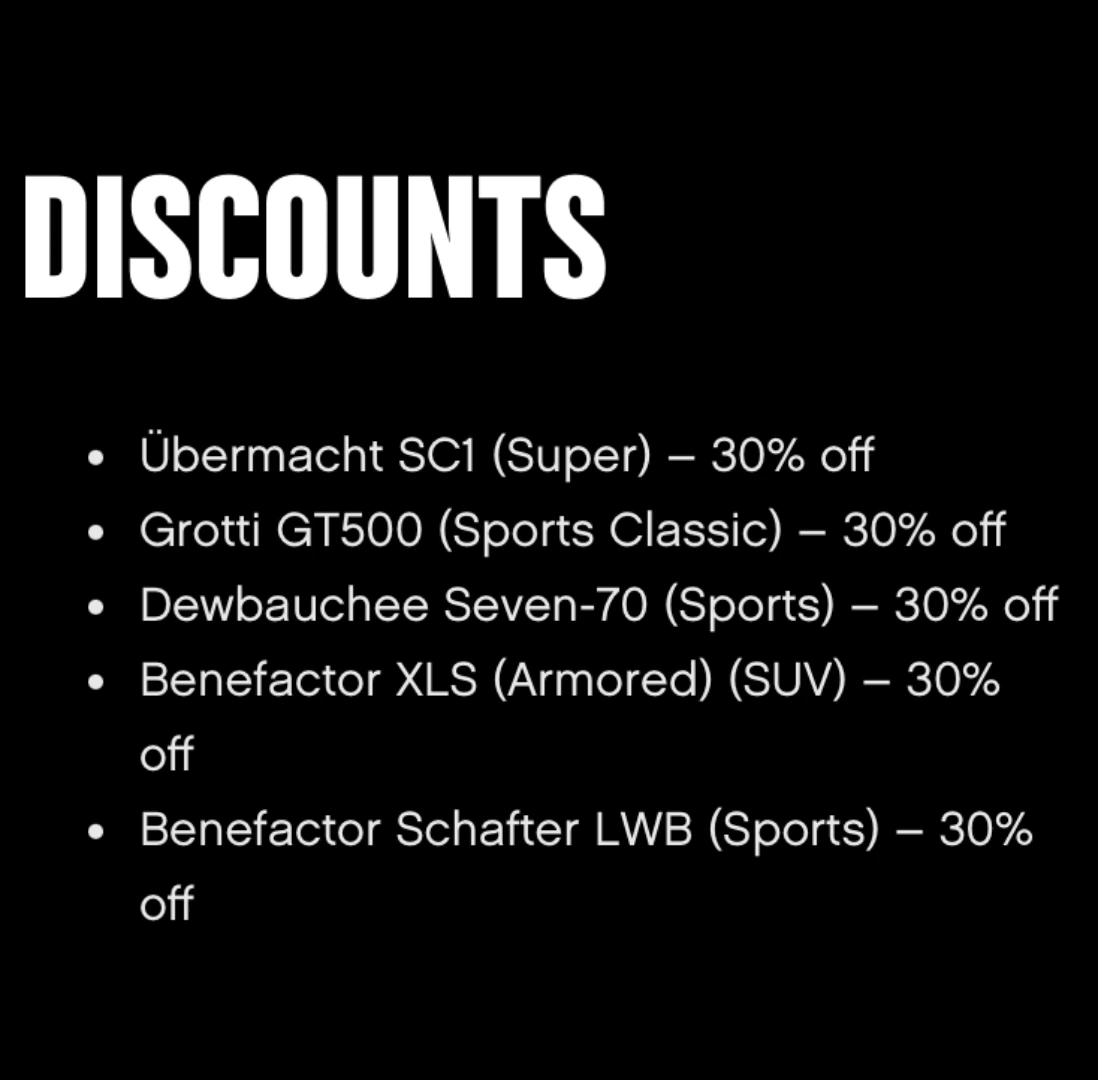 DISCOUNTS
• Übermacht SC1 (Super) – 30% off
• Grotti GT500 (Sports Classic) – 30% off
• Dewbauchee Seven-70 (Sports) – 30% off
• Benefactor XLS (Armored) (SUV) – 30%
off
• Benefactor Schafter LWB (Sports) – 30%
off